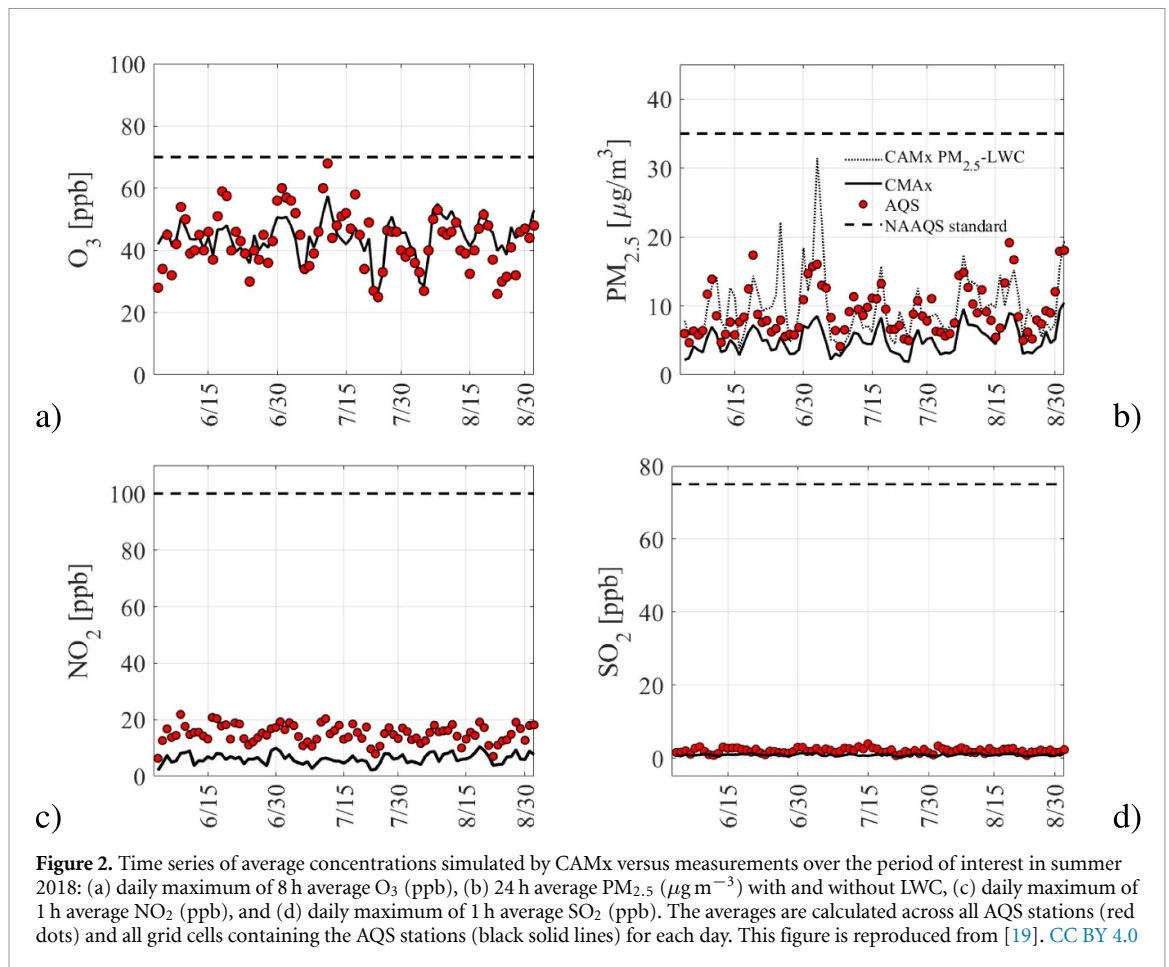 100
80
60
40
20
0
O3 [ppb]
6/15
6/30
7/15
7/30
8/15
8/30
a)
40
30
20
10
0
PM2.5 [μg/m3]
CAMx PM2.5-LWC
CMAx
AQS
NAAQS standard
6/15
6/30
7/15
7/30
8/15
8/30
b)
100
80
60
40
20
0
NO2 [ppb]
6/15
6/30
7/15
7/30
8/15
8/30
c)
80
60
40
20
0
SO2 [ppb]
6/15
6/30
7/15
7/30
8/15
8/30
d)
Figure 2. Time series of average concentrations simulated by CAMx versus measurements over the period of interest in summer
2018: (a) daily maximum of 8 h average O3 (ppb), (b) 24 h average PM2.5 (μg m−3) with and without LWC, (c) daily maximum of
1 h average NO2 (ppb), and (d) daily maximum of 1 h average SO2 (ppb). The averages are calculated across all AQS stations (red
dots) and all grid cells containing the AQS stations (black solid lines) for each day. This figure is reproduced from [19]. CC BY 4.0